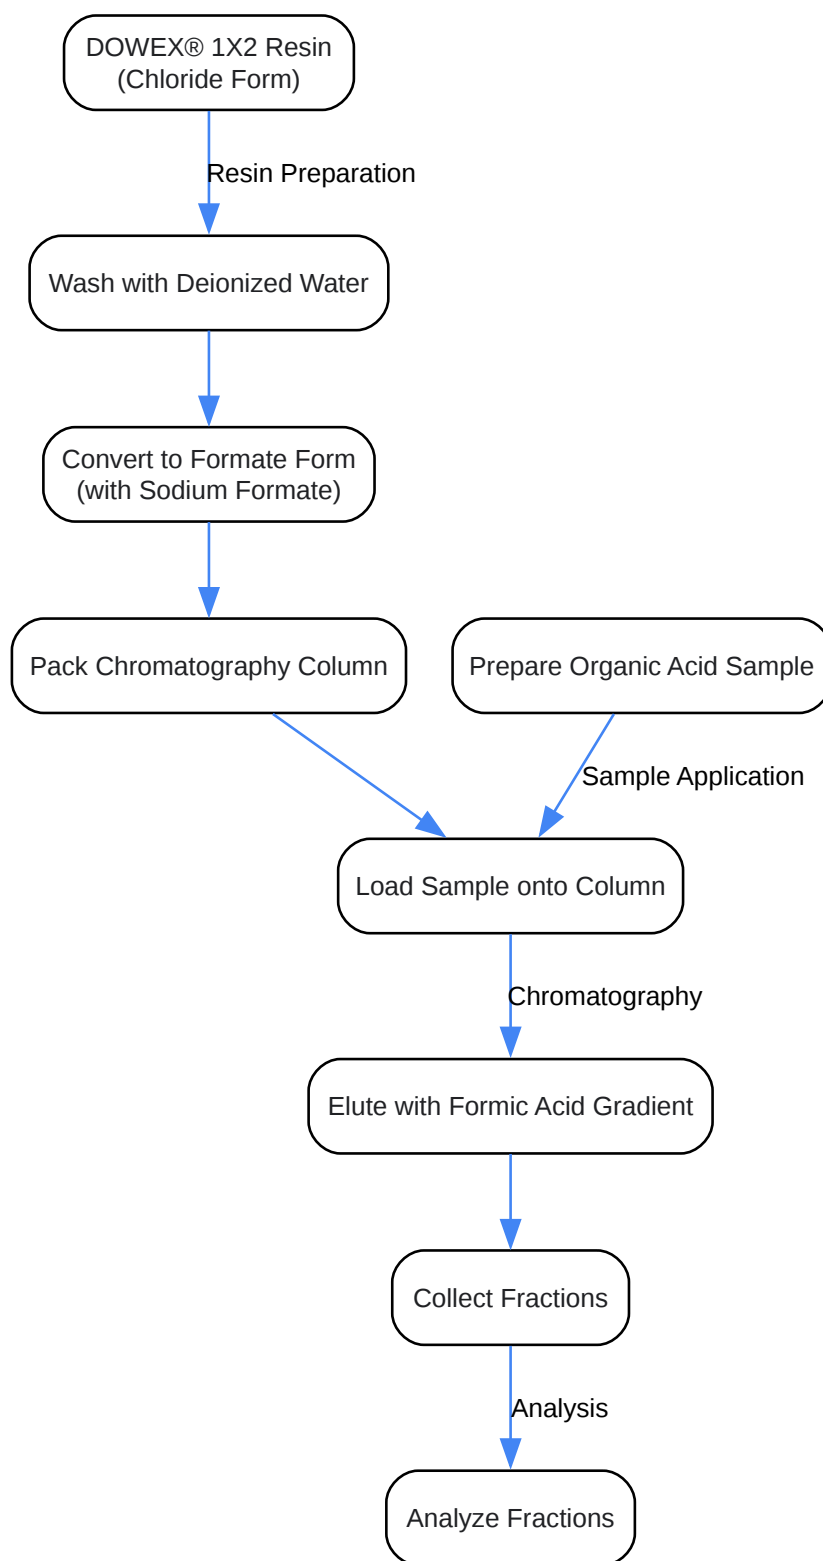 DOWEX® 1X2 Resin
(Chloride Form)
Resin Preparation
Wash with Deionized Water
Convert to Formate Form
(with Sodium Formate)
Pack Chromatography Column
Prepare Organic Acid Sample
Sample Application
Load Sample onto Column
Chromatography
Elute with Formic Acid Gradient
Collect Fractions
Analysis
Analyze Fractions